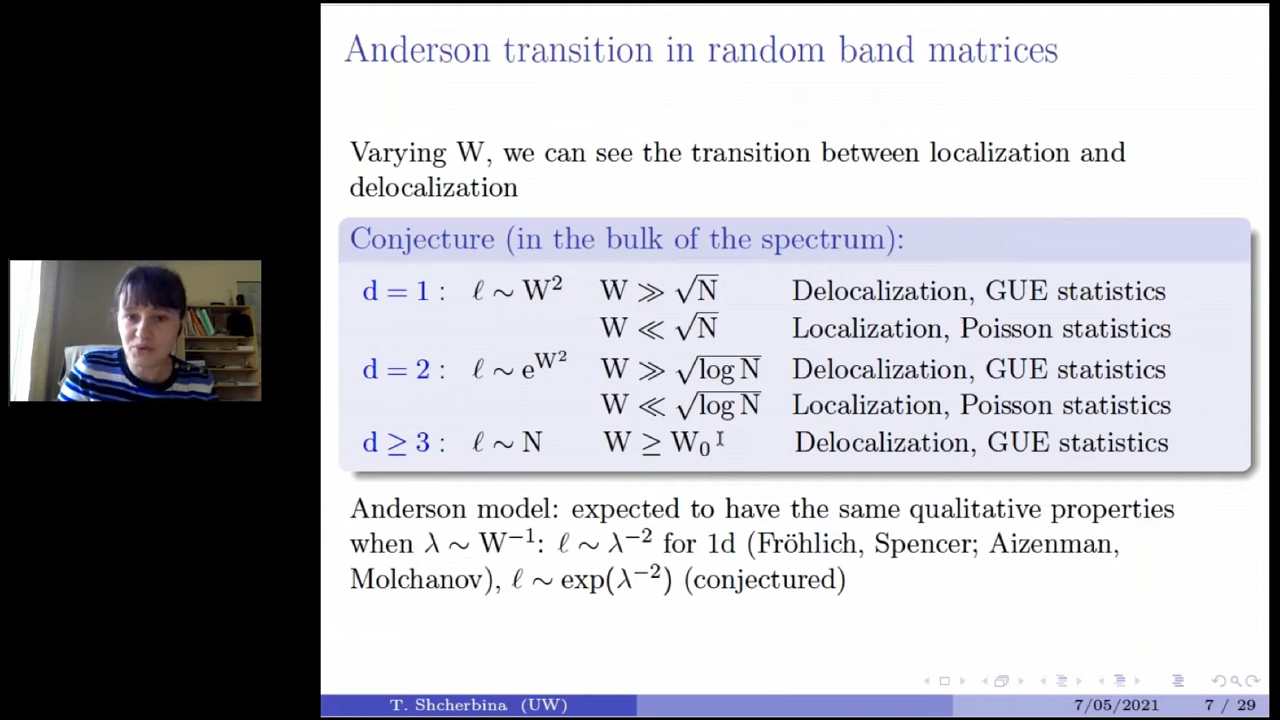 Anderson transition in random band matrices
Varying W, we can see the transition between localization and
delocalization
Conjecture (in the bulk of the spectrum):
d = 1 : ℓ ∼ W² W ≫ √N Delocalization, GUE statistics
W ≪ √N Localization, Poisson statistics
d = 2 : ℓ ∼ e^{W²} W ≫ √log N Delocalization, GUE statistics
W ≪ √log N Localization, Poisson statistics
d ≥ 3 : ℓ ∼ N W ≥ W₀ Delocalization, GUE statistics
Anderson model: expected to have the same qualitative properties
when λ ∼ W⁻¹: ℓ ∼ λ⁻² for 1d (Fröhlich, Spencer; Aizenman,
Molchanov), ℓ ∼ exp(λ⁻²) (conjectured)
T. Shcherbina (UW) 7/05/2021 7 / 29